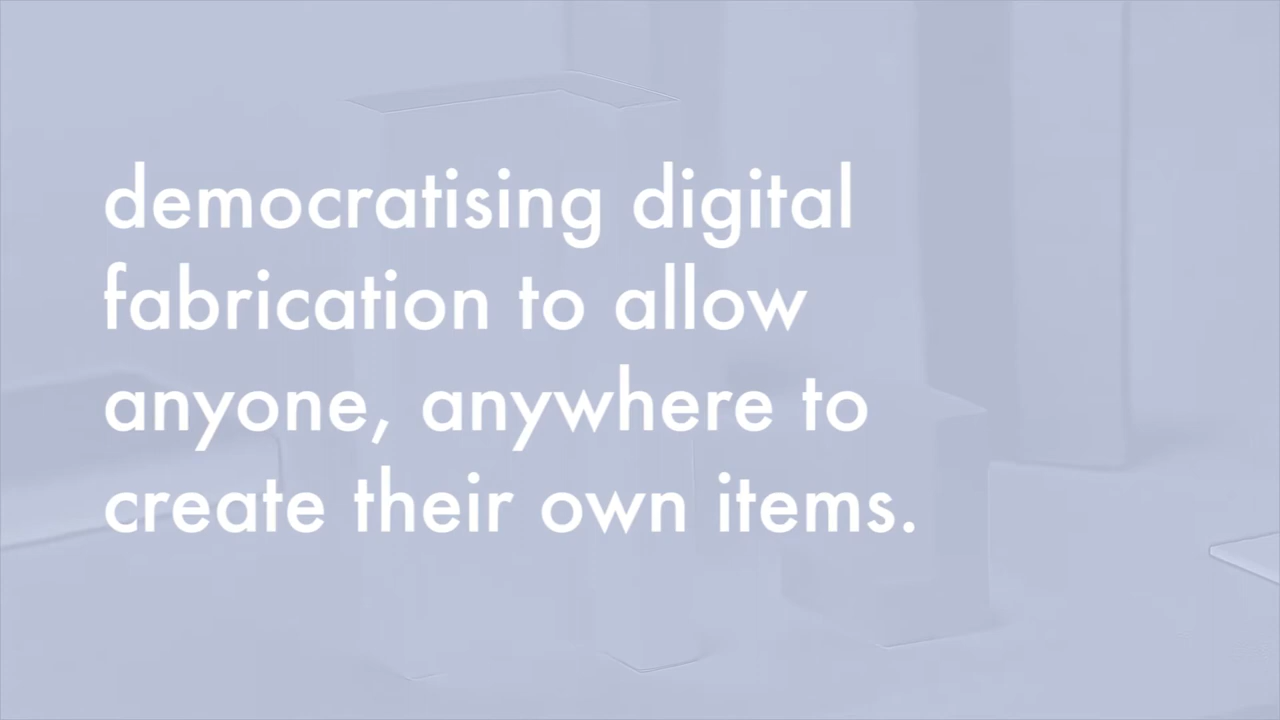 democratising digital
fabrication to allow
anyone, anywhere to
create their own items.